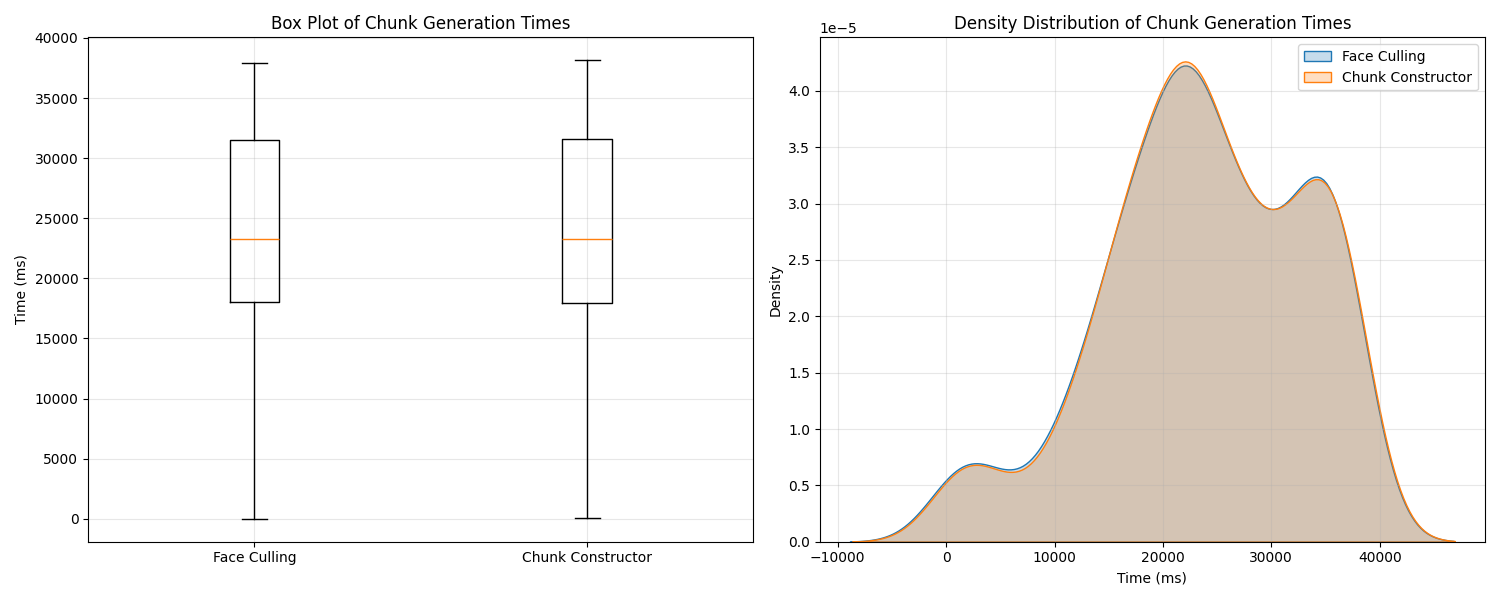 Box Plot of Chunk Generation Times
40000
35000
30000
25000
20000
15000
10000
5000
0
Time (ms)
Face Culling
Chunk Constructor
Density Distribution of Chunk Generation Times
1e−5
Face Culling
Chunk Constructor
4.0
3.5
3.0
2.5
2.0
1.5
1.0
0.5
0.0
Density
−10000
0
10000
20000
30000
40000
Time (ms)